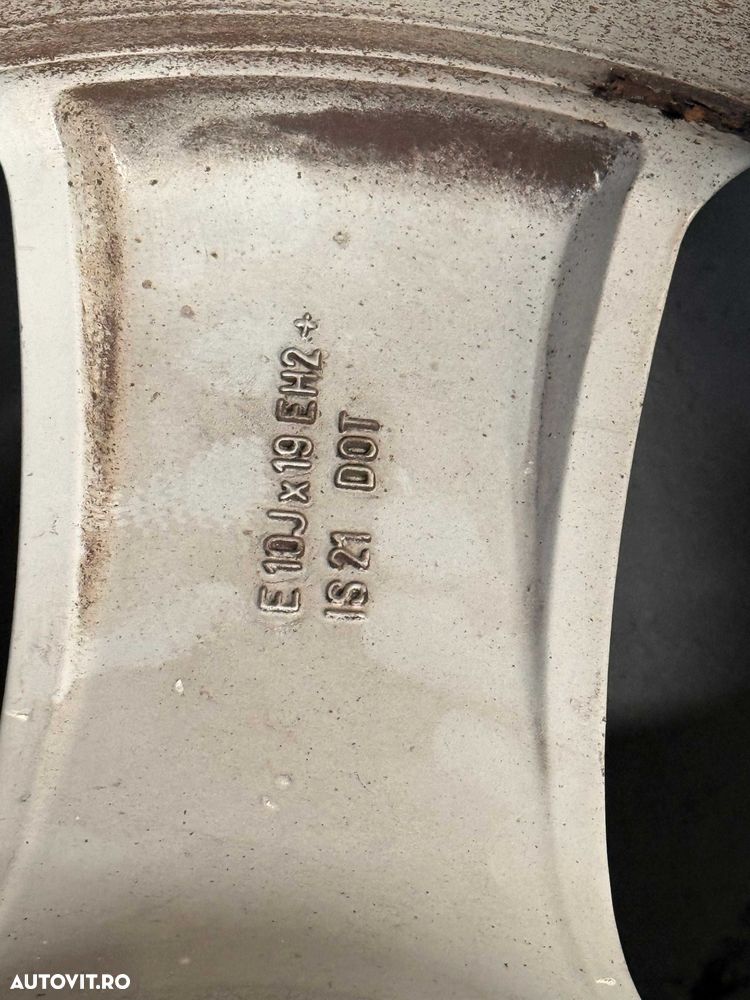 E 10J x 19 EH2 +
IS 21 DOT
AUTOVIT.RO